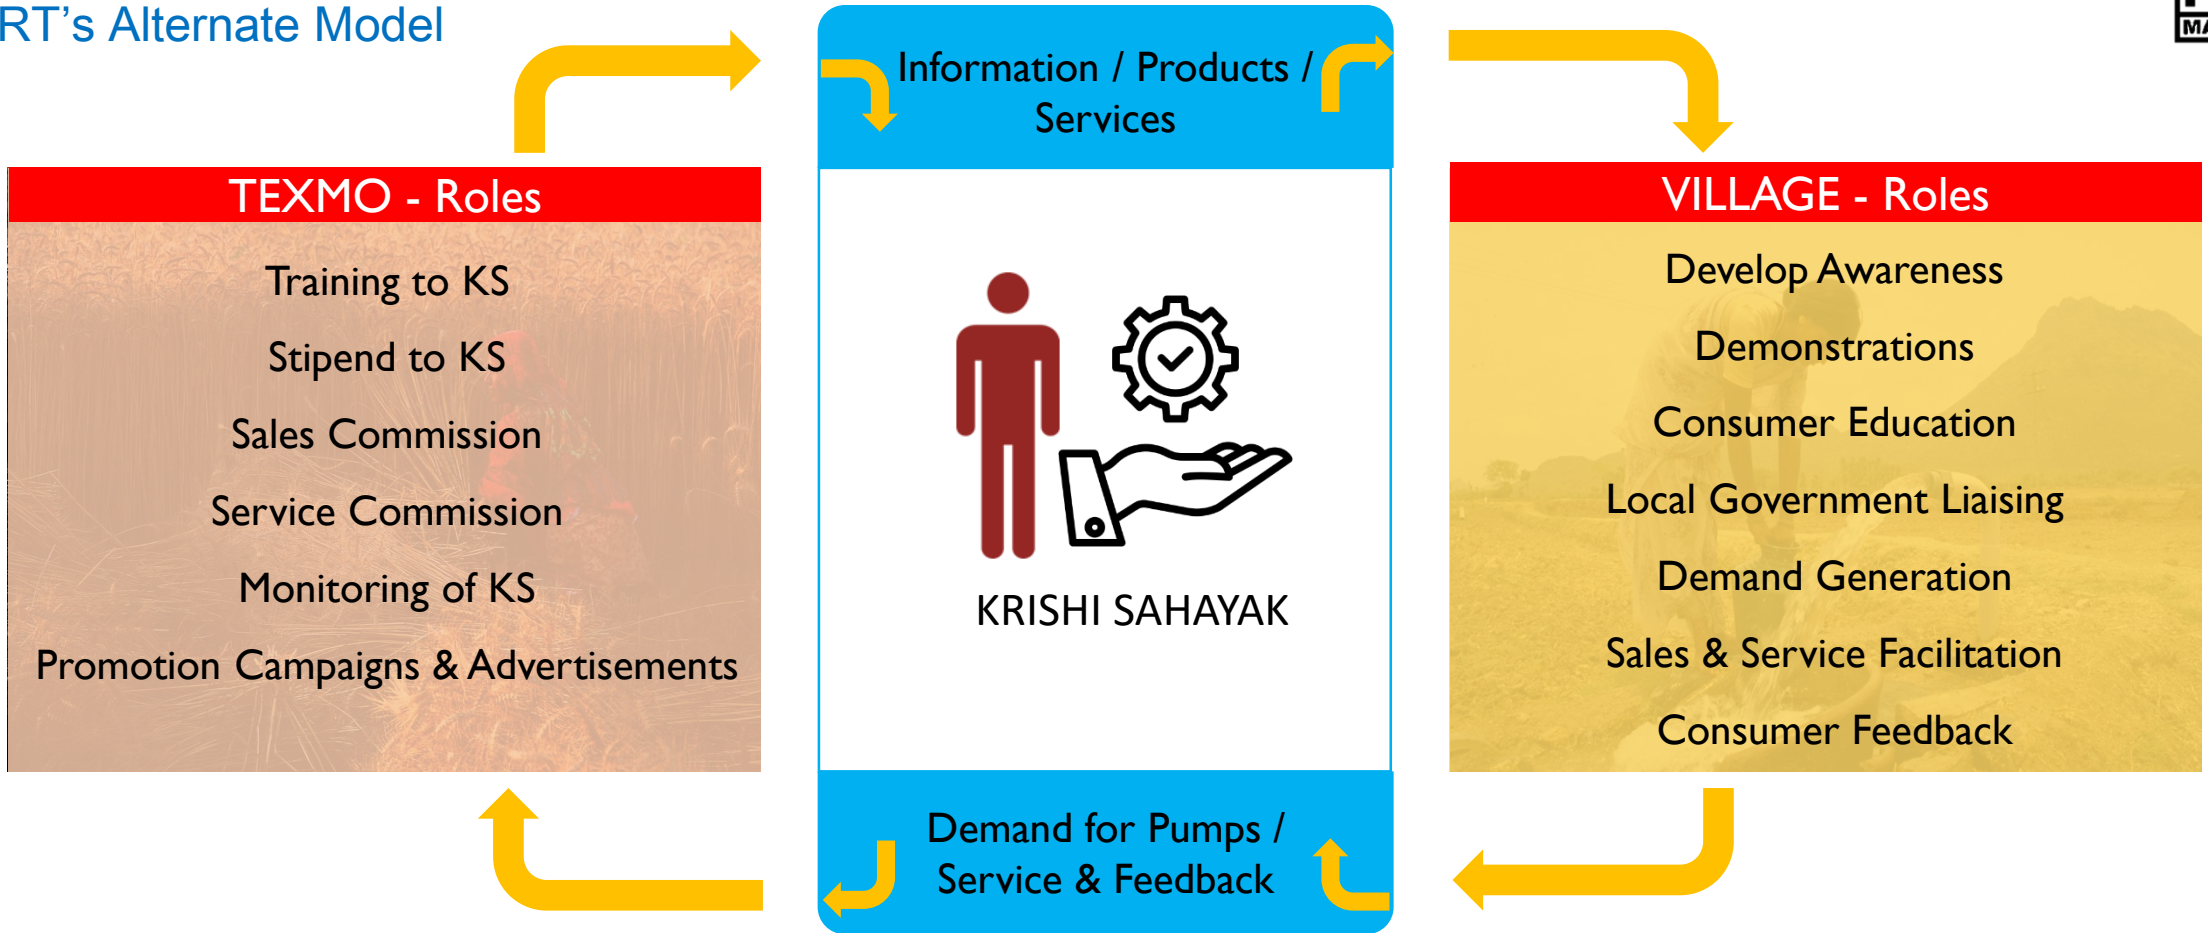 RT's Alternate Model
MA
Information / Products /
Services
TEXMO - Roles
Training to KS
Stipend to KS
Sales Commission
Service Commission
Monitoring of KS
Promotion Campaigns & Advertisements
KRISHI SAHAYAK
VILLAGE - Roles
Develop Awareness
Demonstrations
Consumer Education
Local Government Liaising
Demand Generation
Sales & Service Facilitation
Consumer Feedback
Demand for Pumps /
Service & Feedback